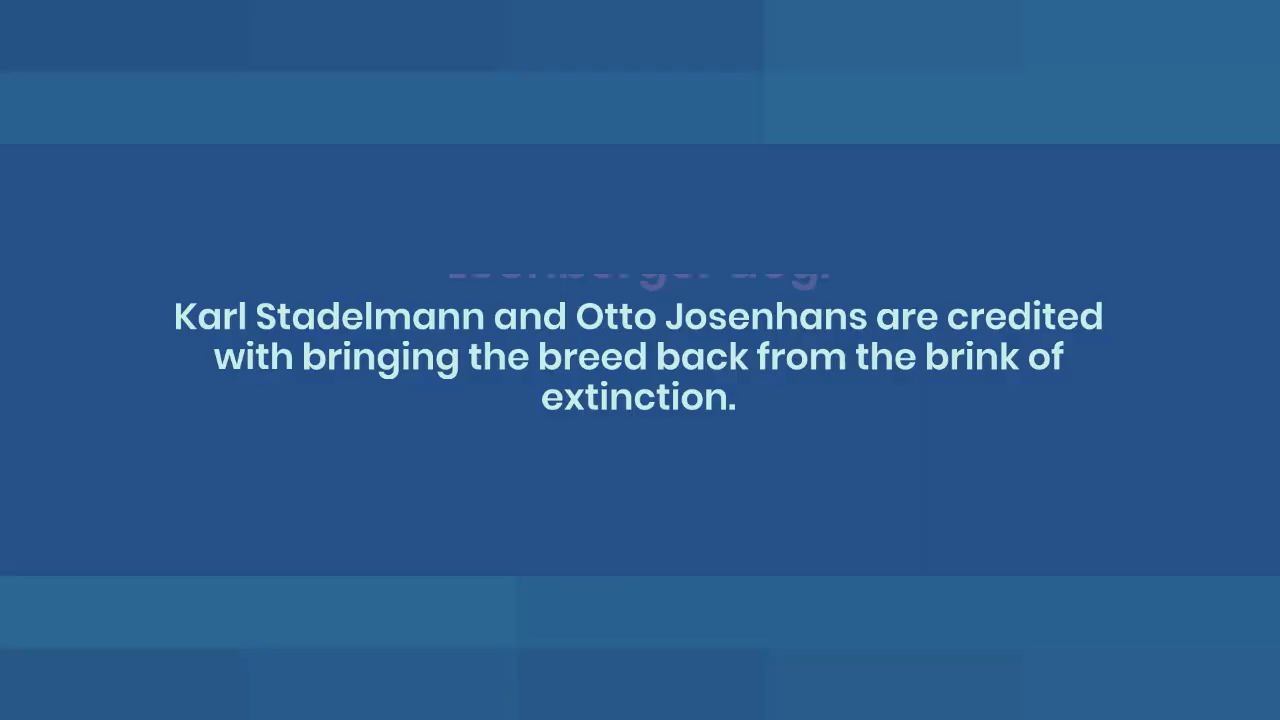 Karl Stadelmann and Otto Josenhans are credited
with bringing the breed back from the brink of
extinction.